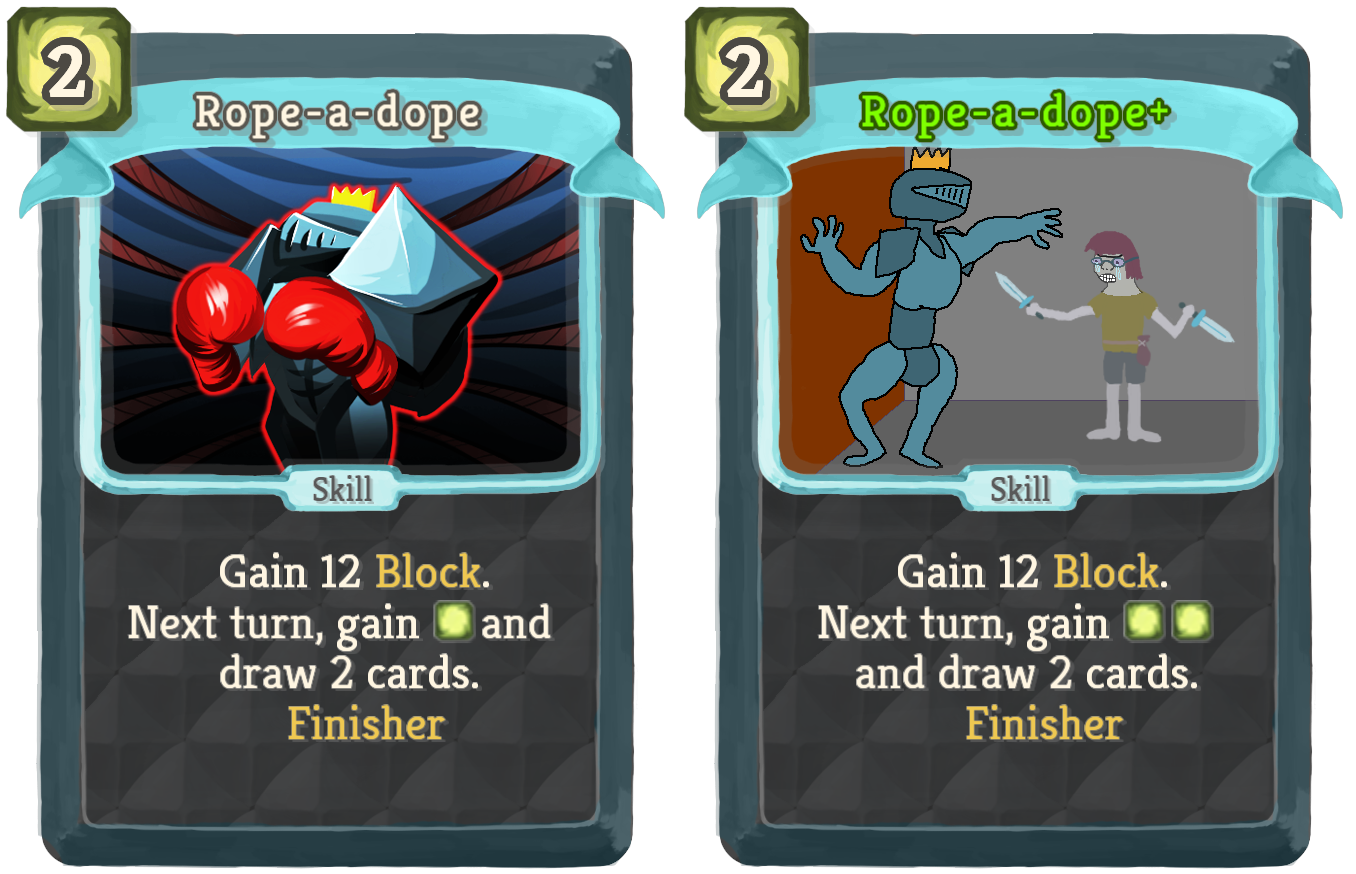 2
Rope-a-dope
Skill
Gain 12 Block.
Next turn, gain and
draw 2 cards.
Finisher
2
Rope-a-dope+
Skill
Gain 12 Block.
Next turn, gain
and draw 2 cards.
Finisher